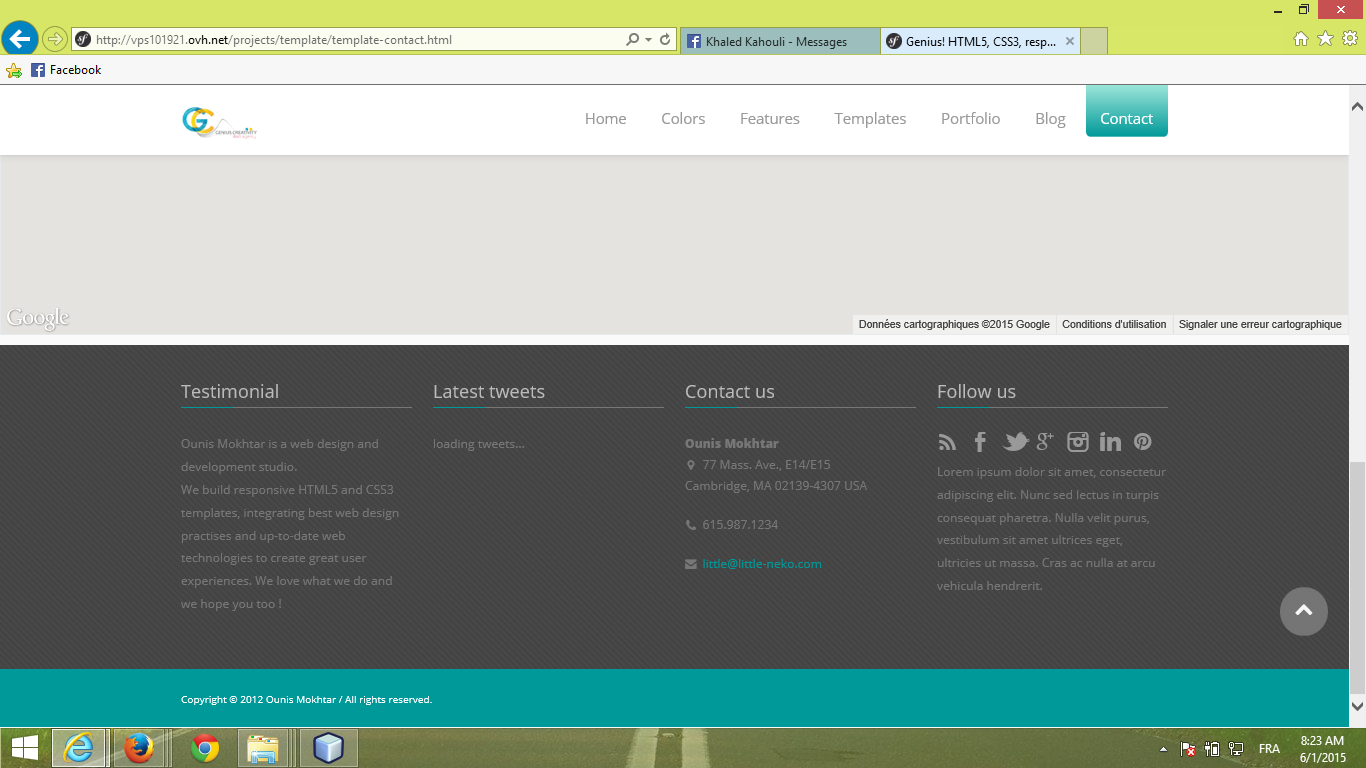 http://vps101921.ovh.net/projects/template/template-contact.html
Khaled Kahouli - Messages
Genius! HTML5, CSS3, resp...
Facebook
GENIUS CREATIVITY
Home
Colors
Features
Templates
Portfolio
Blog
Contact
Google
Données cartographiques ©2015 Google
Conditions d'utilisation
Signaler une erreur cartographique
Testimonial
Ounis Mokhtar is a web design and
development studio.
We build responsive HTML5 and CSS3
templates, integrating best web design
practises and up-to-date web
technologies to create great user
experiences. We love what we do and
we hope you too !
Latest tweets
loading tweets...
Contact us
Ounis Mokhtar
77 Mass. Ave., E14/E15
Cambridge, MA 02139-4307 USA
615.987.1234
little@little-neko.com
Follow us
Lorem ipsum dolor sit amet, consectetur
adipiscing elit. Nunc sed lectus in turpis
consequat pharetra. Nulla velit purus,
vestibulum sit amet ultrices eget,
ultricies ut massa. Cras ac nulla at arcu
vehicula hendrerit.
Copyright © 2012 Ounis Mokhtar / All rights reserved.
FRA
8:23 AM
6/1/2015